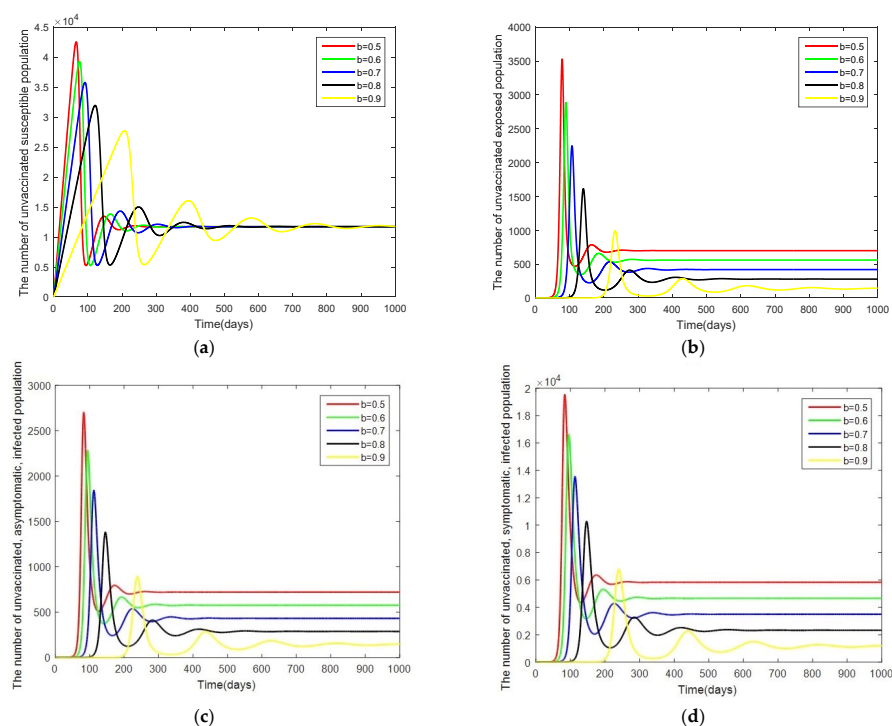 ×10⁴
The number of unvaccinated susceptible population
4.5
4
3.5
3
2.5
2
1.5
1
0.5
0
0 100 200 300 400 500 600 700 800 900 1000
Time(days)
b=0.5
b=0.6
b=0.7
b=0.8
b=0.9
(a)
The number of unvaccinated exposed population
4000
3500
3000
2500
2000
1500
1000
500
0
0 100 200 300 400 500 600 700 800 900 1000
Time(days)
b=0.5
b=0.6
b=0.7
b=0.8
b=0.9
(b)
The number of unvaccinated, asymptomatic, infected population
3000
2500
2000
1500
1000
500
0
0 100 200 300 400 500 600 700 800 900 1000
Time(days)
b=0.5
b=0.6
b=0.7
b=0.8
b=0.9
(c)
×10⁴
The number of unvaccinated, symptomatic, infected population
2
1.8
1.6
1.4
1.2
1
0.8
0.6
0.4
0.2
0
0 100 200 300 400 500 600 700 800 900 1000
Time(days)
b=0.5
b=0.6
b=0.7
b=0.8
b=0.9
(d)